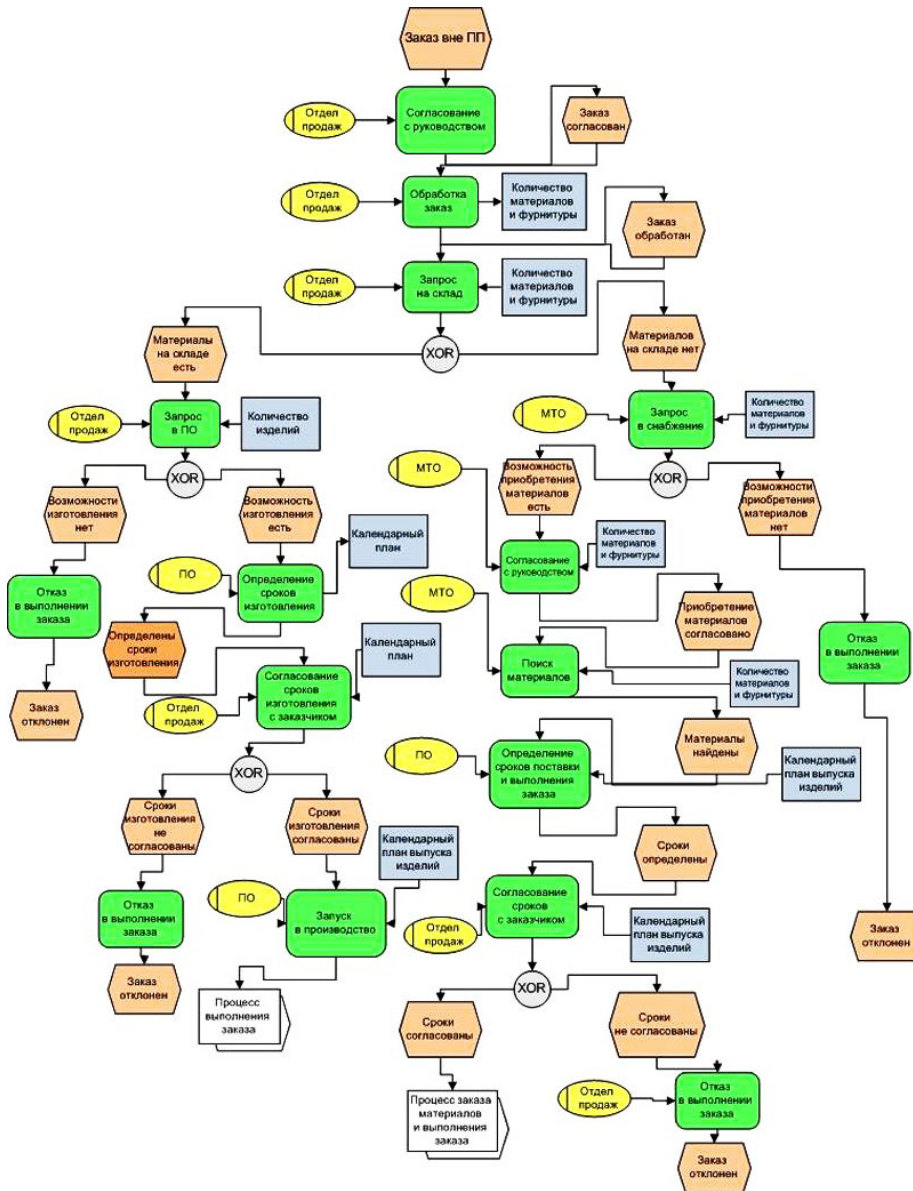 Заказ вне ПП
Отдел
продаж
Согласование
с руководством
Заказ
согласован
Отдел
продаж
Обработка
заказ
Количество
материалов
и фурнитуры
Заказ
обработан
Отдел
продаж
Запрос
на склад
Количество
материалов
и фурнитуры
Материалы
на складе
есть
XOR
Материалов
на складе нет
Отдел
продаж
Запрос
в ПО
Количество
изделий
МТО
Запрос
в снабжение
Количество
материалов
и фурнитуры
XOR
XOR
Возможности
изготовления
нет
Возможность
изготовления
есть
МТО
Возможность
приобретения
материалов
есть
Возможности
приобретения
материалов нет
Календарный
план
Отказ
в выполнении
заказа
ПО
Определение
сроков
изготовления
Согласование
с руководством
Количество
материалов
и фурнитуры
МТО
Приобретение
материалов
согласовано
Определены
сроки
изготовления
Календарный
план
Отказ
в выполнении
заказа
Поиск
материалов
Количество
материалов
и фурнитуры
Заказ
отклонен
Отдел
продаж
Согласование
сроков
изготовления
с заказчиком
Материалы
найдены
XOR
ПО
Определение
сроков поставки
и выполнения
заказа
Календарный
план выпуска
изделий
Сроки
изготовления
не
согласованы
Сроки
изготовления
согласованы
Календарный
план выпуска
изделий
Сроки
определены
Отказ
в выполнении
заказа
ПО
Запуск
в производство
Отдел
продаж
Согласование
сроков
с заказчиком
Календарный
план выпуска
изделий
Заказ
отклонен
Заказ
отклонен
Процесс
выполнения
заказа
XOR
Сроки
согласованы
Сроки
не согласованы
Процесс заказа
материалов
и выполнения
заказа
Отдел
продаж
Отказ
в выполнении
заказа
Заказ
отклонен